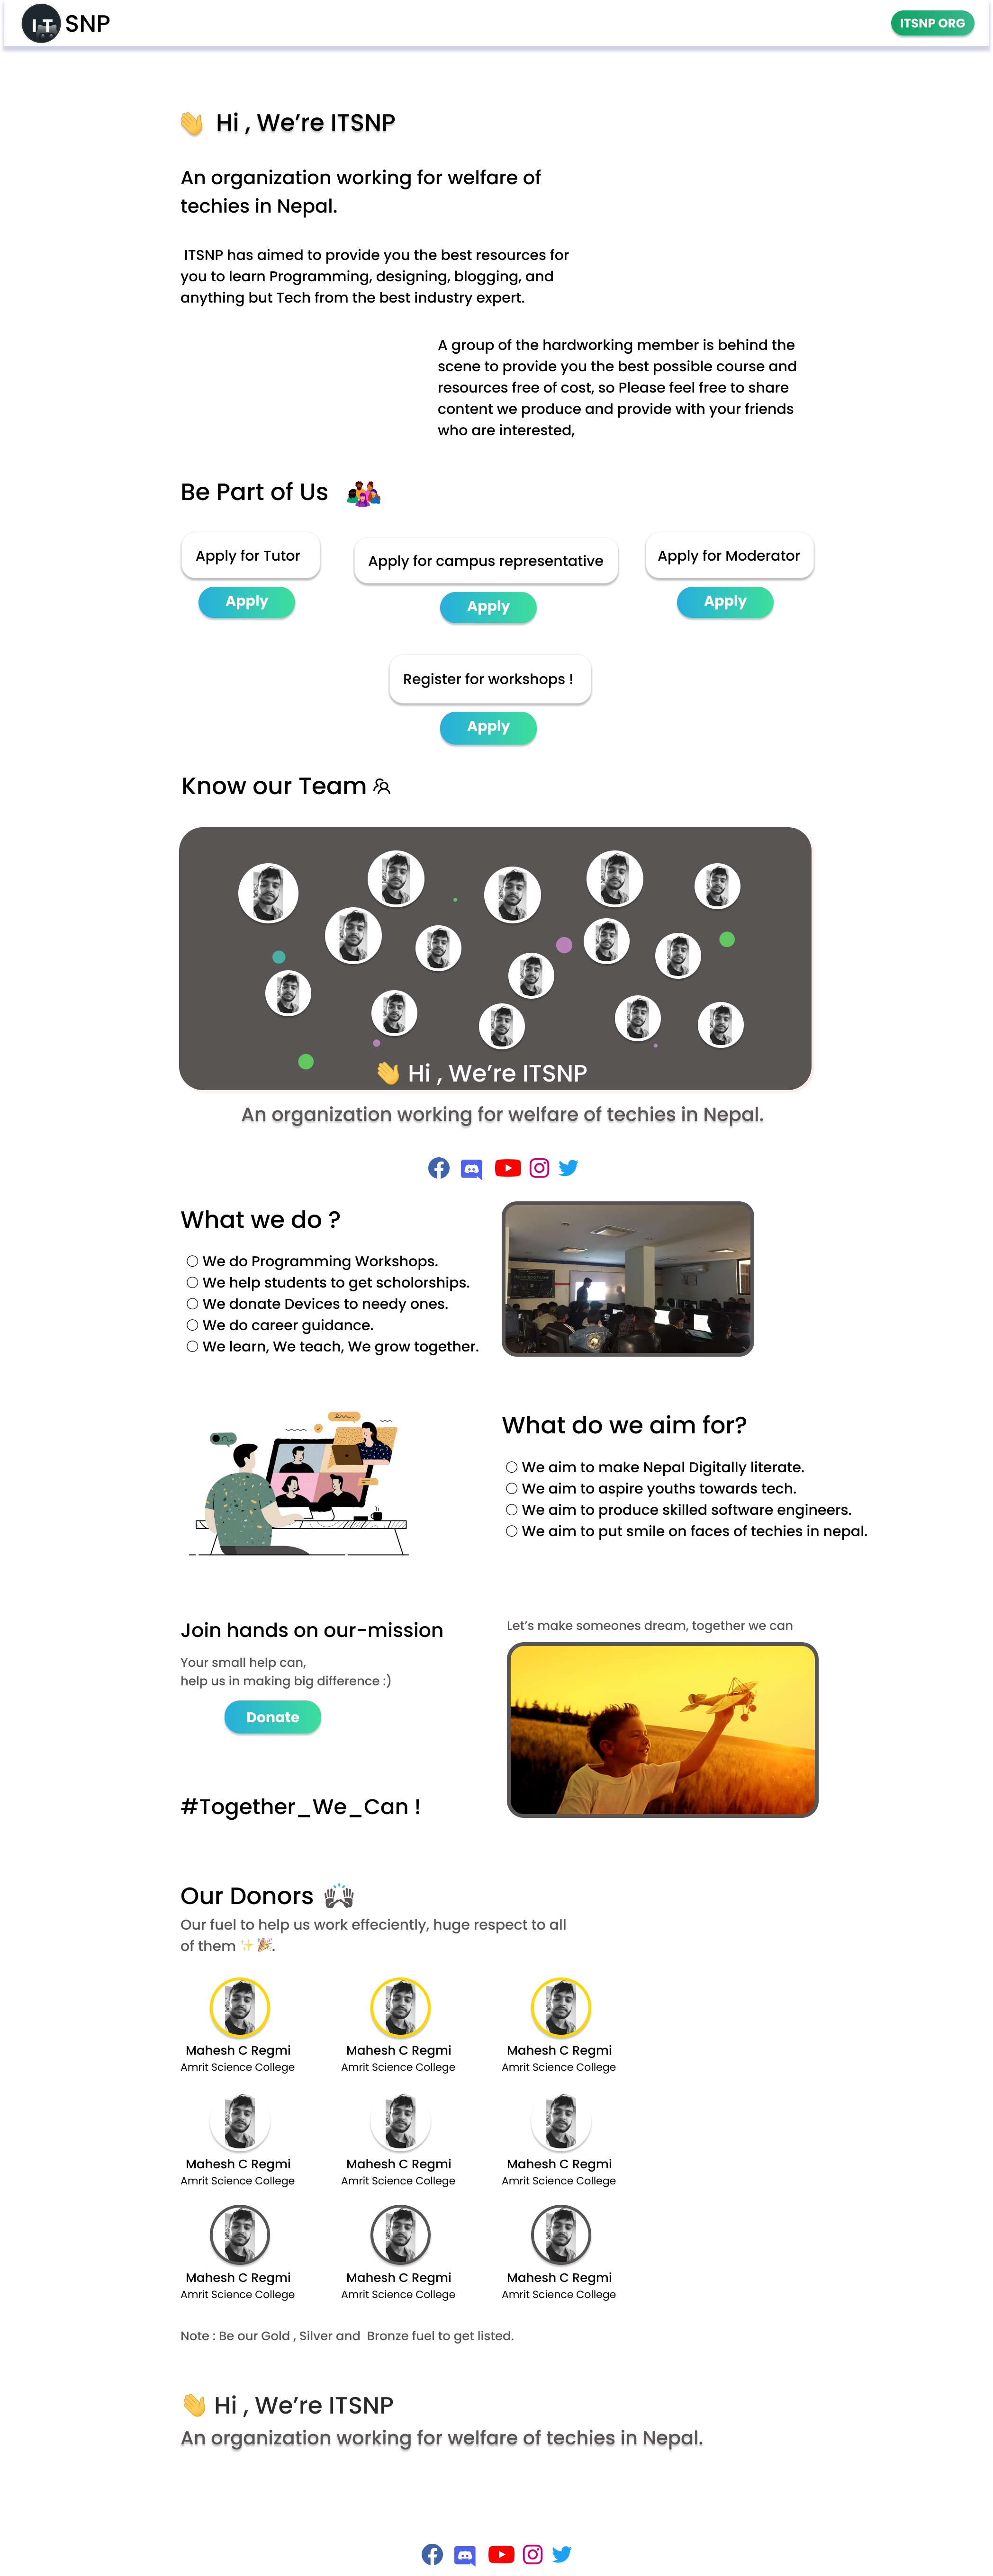 IT SNP
ITSNP ORG
👋 Hi , We’re ITSNP
An organization working for welfare of
techies in Nepal.
ITSNP has aimed to provide you the best resources for
you to learn Programming, designing, blogging, and
anything but Tech from the best industry expert.
A group of the hardworking member is behind the
scene to provide you the best possible course and
resources free of cost, so Please feel free to share
content we produce and provide with your friends
who are interested,
Be Part of Us
Apply for Tutor
Apply for campus representative
Apply for Moderator
Apply
Apply
Apply
Register for workshops !
Apply
Know our Team
👋 Hi , We’re ITSNP
An organization working for welfare of techies in Nepal.
What we do ?
We do Programming Workshops.
We help students to get scholorships.
We donate Devices to needy ones.
We do career guidance.
We learn, We teach, We grow together.
What do we aim for?
We aim to make Nepal Digitally literate.
We aim to aspire youths towards tech.
We aim to produce skilled software engineers.
We aim to put smile on faces of techies in nepal.
Join hands on our-mission
Your small help can,
help us in making big difference :)
Donate
#Together_We_Can !
Let’s make someones dream, together we can
Our Donors
Our fuel to help us work effeciently, huge respect to all
of them ✨🎉.
Mahesh C Regmi
Amrit Science College
Mahesh C Regmi
Amrit Science College
Mahesh C Regmi
Amrit Science College
Mahesh C Regmi
Amrit Science College
Mahesh C Regmi
Amrit Science College
Mahesh C Regmi
Amrit Science College
Mahesh C Regmi
Amrit Science College
Mahesh C Regmi
Amrit Science College
Mahesh C Regmi
Amrit Science College
Note : Be our Gold , Silver and Bronze fuel to get listed.
👋 Hi , We’re ITSNP
An organization working for welfare of techies in Nepal.